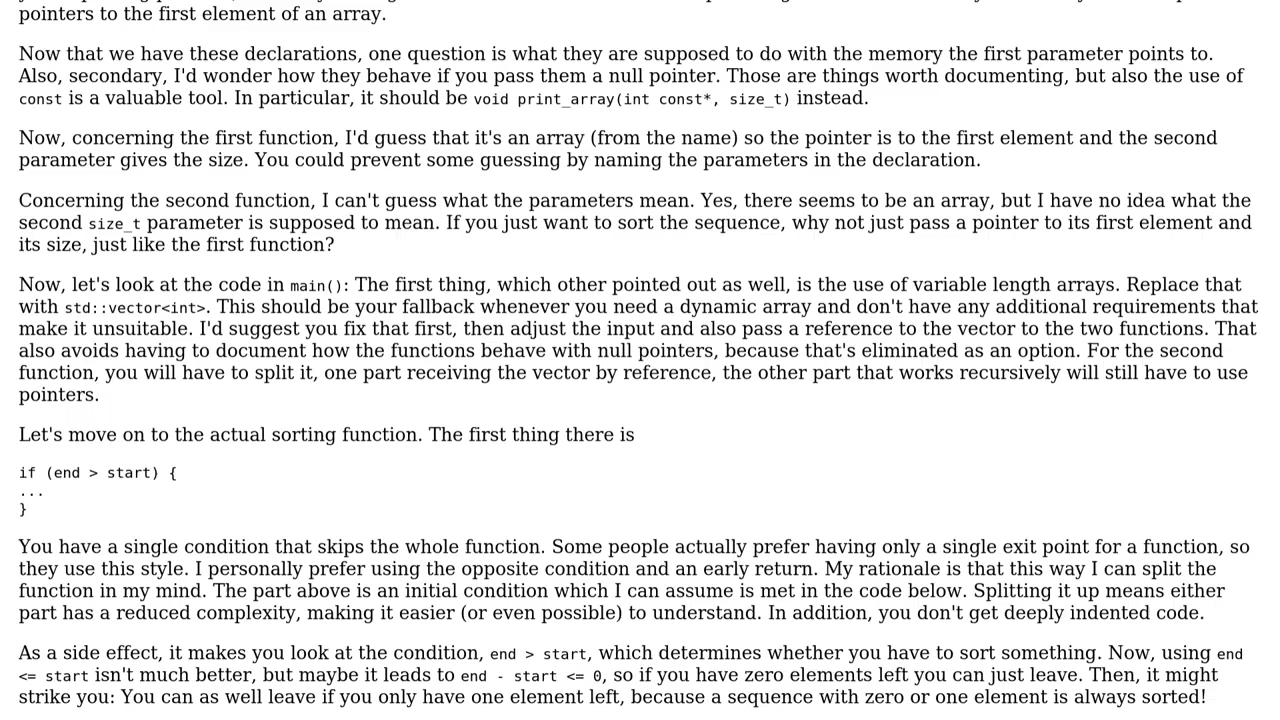 pointers to the first element of an array.
Now that we have these declarations, one question is what they are supposed to do with the memory the first parameter points to.
Also, secondary, I'd wonder how they behave if you pass them a null pointer. Those are things worth documenting, but also the use of
const is a valuable tool. In particular, it should be void print_array(int const*, size_t) instead.
Now, concerning the first function, I'd guess that it's an array (from the name) so the pointer is to the first element and the second
parameter gives the size. You could prevent some guessing by naming the parameters in the declaration.
Concerning the second function, I can't guess what the parameters mean. Yes, there seems to be an array, but I have no idea what the
second size_t parameter is supposed to mean. If you just want to sort the sequence, why not just pass a pointer to its first element and
its size, just like the first function?
Now, let's look at the code in main(): The first thing, which other pointed out as well, is the use of variable length arrays. Replace that
with std::vector<int>. This should be your fallback whenever you need a dynamic array and don't have any additional requirements that
make it unsuitable. I'd suggest you fix that first, then adjust the input and also pass a reference to the vector to the two functions. That
also avoids having to document how the functions behave with null pointers, because that's eliminated as an option. For the second
function, you will have to split it, one part receiving the vector by reference, the other part that works recursively will still have to use
pointers.
Let's move on to the actual sorting function. The first thing there is
if (end > start) {
...
}
You have a single condition that skips the whole function. Some people actually prefer having only a single exit point for a function, so
they use this style. I personally prefer using the opposite condition and an early return. My rationale is that this way I can split the
function in my mind. The part above is an initial condition which I can assume is met in the code below. Splitting it up means either
part has a reduced complexity, making it easier (or even possible) to understand. In addition, you don't get deeply indented code.
As a side effect, it makes you look at the condition, end > start, which determines whether you have to sort something. Now, using end
<= start isn't much better, but maybe it leads to end - start <= 0, so if you have zero elements left you can just leave. Then, it might
strike you: You can as well leave if you only have one element left, because a sequence with zero or one element is always sorted!